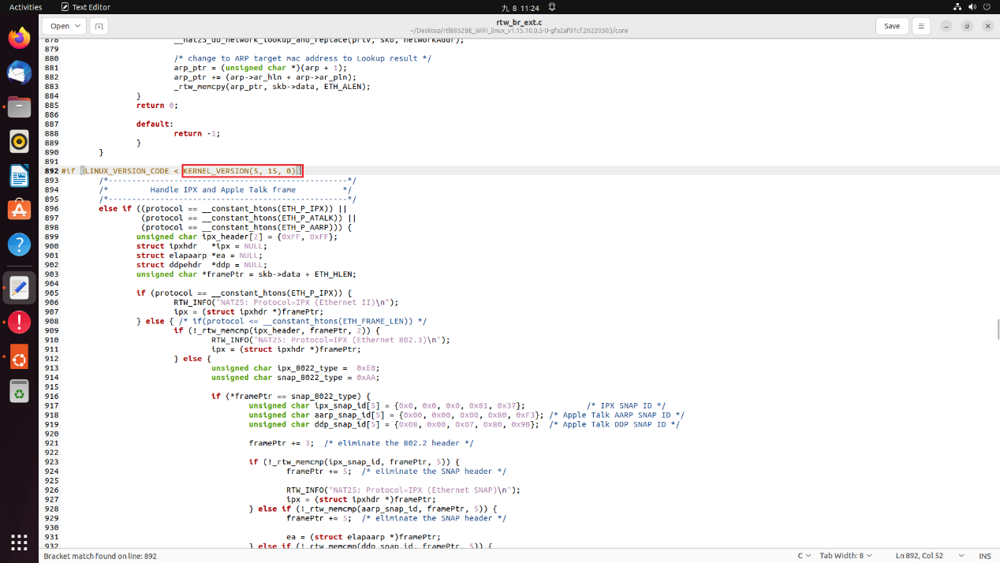 Activities
Text Editor
九 8 11:24
Open
rtw_br_ext.c
~/Desktop/rtl8852BE_WiFi_linux_v1.15.10.0.5-0-gfa2af07cf.20220503/core
Save
878 __nat25_db_network_lookup_and_replace(priv, skb, networkAddr);
879
880 /* change to ARP target mac address to Lookup result */
881 arp_ptr = (unsigned char *)(arp + 1);
882 arp_ptr += (arp->ar_hln + arp->ar_pln);
883 _rtw_memcpy(arp_ptr, skb->data, ETH_ALEN);
884 }
885 return 0;
886
887 default:
888 return -1;
889 }
890 }
891
892 #if (LINUX_VERSION_CODE < KERNEL_VERSION(5, 15, 0))
893 /*---------------------------------------------------*/
894 /* Handle IPX and Apple Talk frame */
895 /*---------------------------------------------------*/
896 else if ((protocol == __constant_htons(ETH_P_IPX)) ||
897 (protocol == __constant_htons(ETH_P_ATALK)) ||
898 (protocol == __constant_htons(ETH_P_AARP))) {
899 unsigned char ipx_header[2] = {0xFF, 0xFF};
900 struct ipxhdr *ipx = NULL;
901 struct elapaarp *ea = NULL;
902 struct ddpehdr *ddp = NULL;
903 unsigned char *framePtr = skb->data + ETH_HLEN;
904
905 if (protocol == __constant_htons(ETH_P_IPX)) {
906 RTW_INFO("NAT25: Protocol=IPX (Ethernet II)\n");
907 ipx = (struct ipxhdr *)framePtr;
908 } else { /* if(protocol <= __constant_htons(ETH_FRAME_LEN)) */
909 if (!_rtw_memcmp(ipx_header, framePtr, 2)) {
910 RTW_INFO("NAT25: Protocol=IPX (Ethernet 802.3)\n");
911 ipx = (struct ipxhdr *)framePtr;
912 } else {
913 unsigned char ipx_8022_type = 0xE0;
914 unsigned char snap_8022_type = 0xAA;
915
916 if (*framePtr == snap_8022_type) {
917 unsigned char ipx_snap_id[5] = {0x0, 0x0, 0x0, 0x81, 0x37}; /* IPX SNAP ID */
918 unsigned char aarp_snap_id[5] = {0x00, 0x00, 0x00, 0x80, 0xF3}; /* Apple Talk AARP SNAP ID */
919 unsigned char ddp_snap_id[5] = {0x08, 0x00, 0x07, 0x80, 0x9B}; /* Apple Talk DDP SNAP ID */
920
921 framePtr += 3; /* eliminate the 802.2 header */
922
923 if (!_rtw_memcmp(ipx_snap_id, framePtr, 5)) {
924 framePtr += 5; /* eliminate the SNAP header */
925
926 RTW_INFO("NAT25: Protocol=IPX (Ethernet SNAP)\n");
927 ipx = (struct ipxhdr *)framePtr;
928 } else if (!_rtw_memcmp(aarp_snap_id, framePtr, 5)) {
929 framePtr += 5; /* eliminate the SNAP header */
930
931 ea = (struct elapaarp *)framePtr;
932 } else if (!_rtw_memcmp(ddp_snap_id, framePtr, 5)) {
Bracket match found on line: 892
C
Tab Width: 8
Ln 892, Col 52
INS